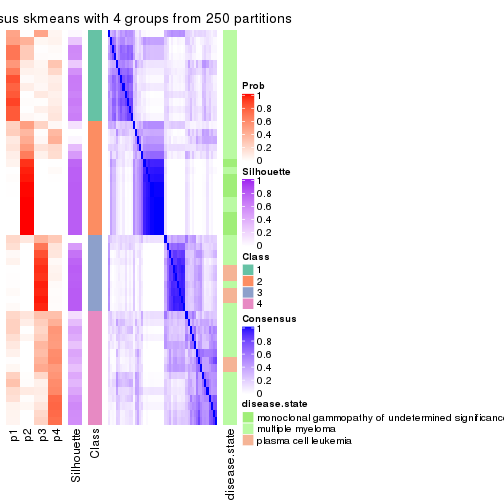 sus skmeans with 4 groups from 250 partitions
Prob
1
0.8
0.6
0.4
0.2
0
Silhouette
1
0.8
0.6
0.4
0.2
0
Class
1
2
3
4
Consensus
1
0.8
0.6
0.4
0.2
0
disease.state
monoclonal gammopathy of undetermined significance
multiple myeloma
plasma cell leukemia
p1
p2
p3
p4
Silhouette
Class
disease.state